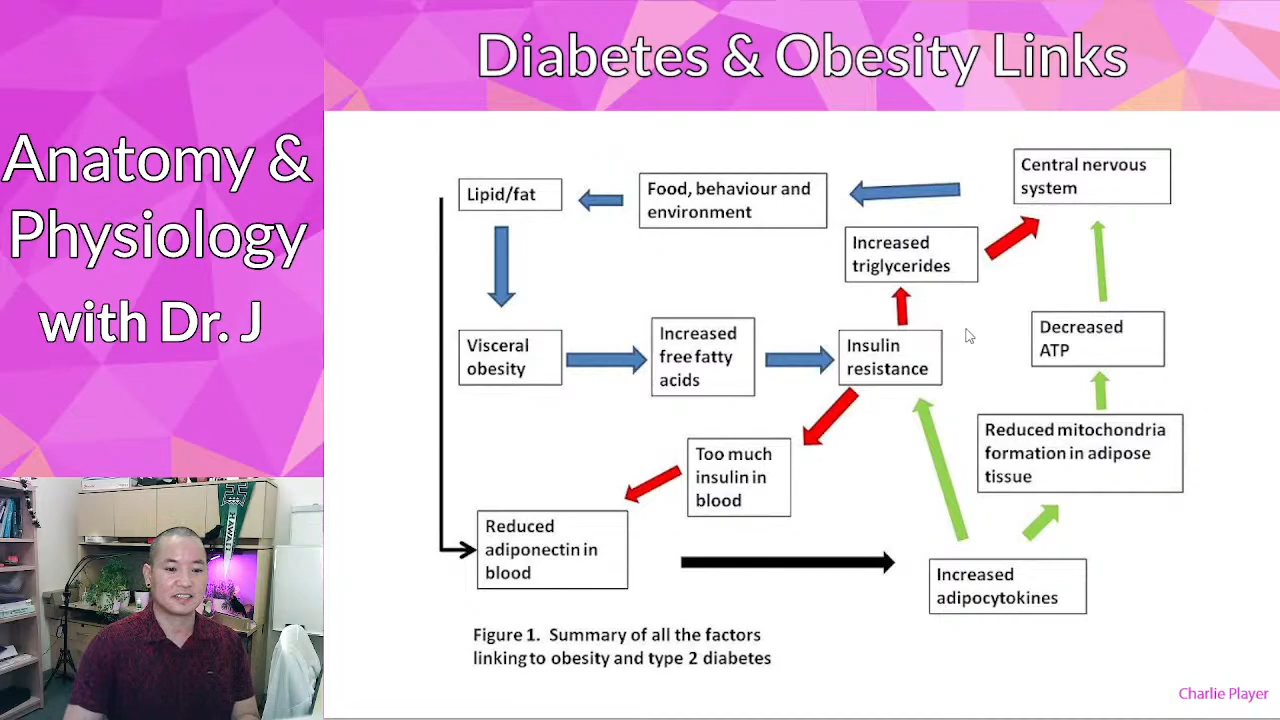 Diabetes & Obesity Links
Anatomy &
Physiology
with Dr. J
Lipid/fat
Food, behaviour and
environment
Central nervous
system
Increased
triglycerides
Visceral
obesity
Increased
free fatty
acids
Insulin
resistance
Decreased
ATP
Too much
insulin in
blood
Reduced mitochondria
formation in adipose
tissue
Reduced
adiponectin in
blood
Increased
adipocytokines
Figure 1. Summary of all the factors
linking to obesity and type 2 diabetes
Charlie Player